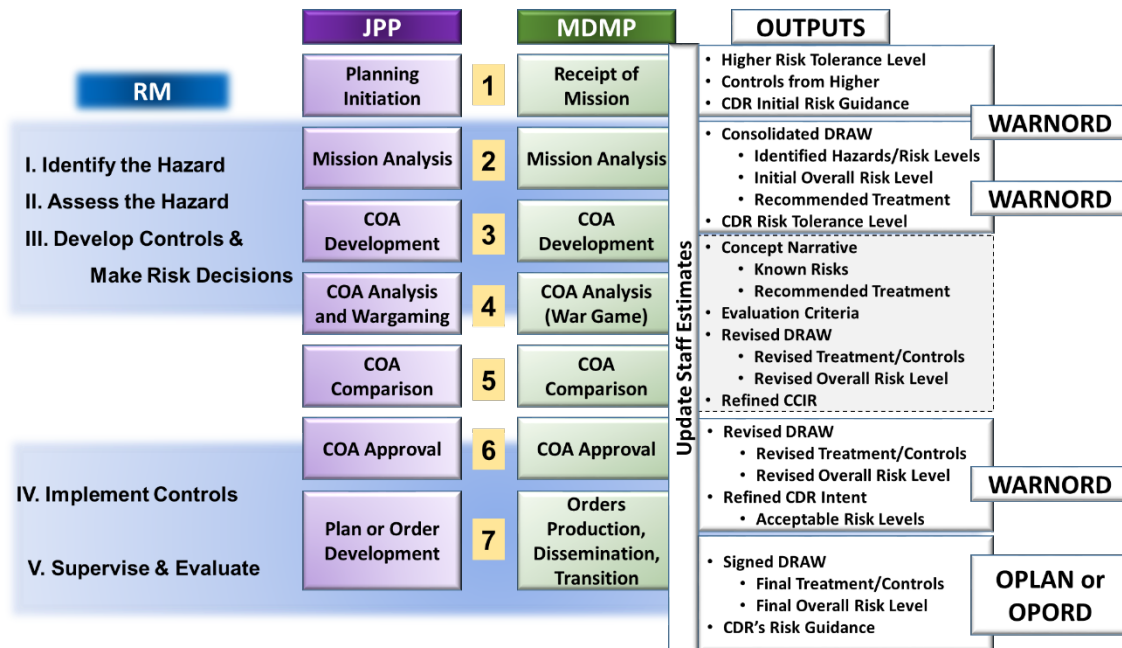 JPP
MDMP
OUTPUTS
RM
Planning
Initiation
1
Receipt of
Mission
• Higher Risk Tolerance Level
• Controls from Higher
• CDR Initial Risk Guidance
WARNORD
I. Identify the Hazard
II. Assess the Hazard
III. Develop Controls &
Make Risk Decisions
Mission Analysis
2
Mission Analysis
• Consolidated DRAW
• Identified Hazards/Risk Levels
• Initial Overall Risk Level
• Recommended Treatment
• CDR Risk Tolerance Level
WARNORD
COA
Development
3
COA
Development
COA Analysis
and Wargaming
4
COA Analysis
(War Game)
• Concept Narrative
• Known Risks
• Recommended Treatment
• Evaluation Criteria
• Revised DRAW
• Revised Treatment/Controls
• Revised Overall Risk Level
• Refined CCIR
COA
Comparison
5
COA
Comparison
Update Staff Estimates
IV. Implement Controls
V. Supervise & Evaluate
COA Approval
6
COA Approval
• Revised DRAW
• Revised Treatment/Controls
• Revised Overall Risk Level
• Refined CDR Intent
• Acceptable Risk Levels
WARNORD
Plan or Order
Development
7
Orders
Production,
Dissemination,
Transition
• Signed DRAW
• Final Treatment/Controls
• Final Overall Risk Level
• CDR's Risk Guidance
OPLAN or
OPORD